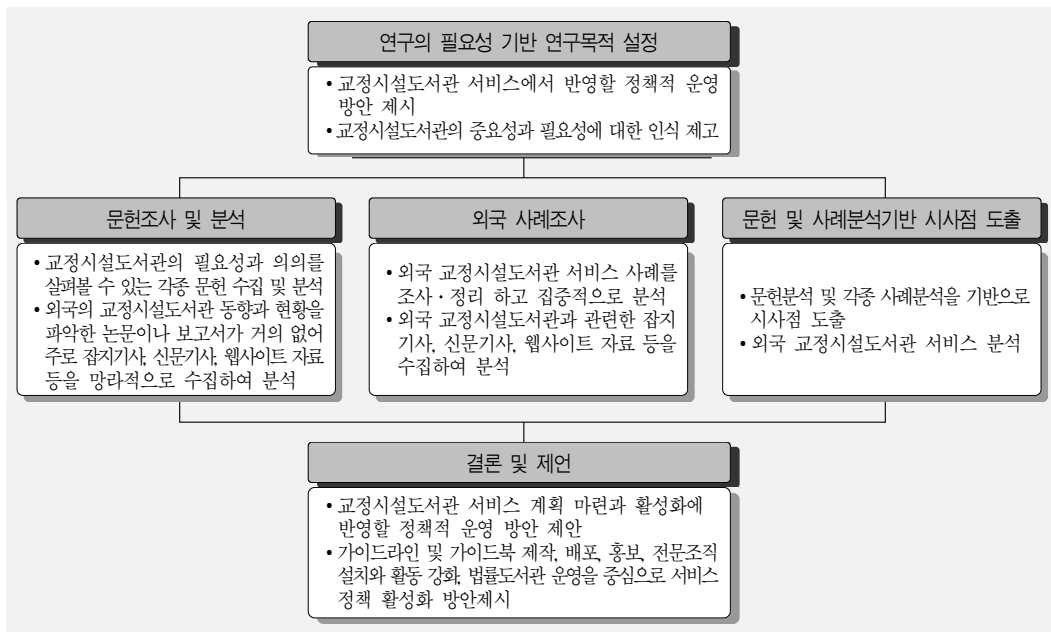 연구의 필요성 기반 연구목적 설정
• 교정시설도서관 서비스에서 반영할 정책적 운영
방안 제시
• 교정시설도서관의 중요성과 필요성에 대한 인식 제고
문헌조사 및 분석
• 교정시설도서관의 필요성과 의의를
살펴볼 수 있는 각종 문헌 수집 및 분석
• 외국의 교정시설도서관 동향과 현황을
파악한 논문이나 보고서가 거의 없어
주로 잡지기사, 신문기사, 웹사이트 자료
등을 망라적으로 수집하여 분석
외국 사례조사
• 외국 교정시설도서관 서비스 사례를
조사・정리 하고 집중적으로 분석
• 외국 교정시설도서관과 관련한 잡지
기사, 신문기사, 웹사이트 자료 등을
수집하여 분석
문헌 및 사례분석기반 시사점 도출
• 문헌분석 및 각종 사례분석을 기반으로
시사점 도출
• 외국 교정시설도서관 서비스 분석
결론 및 제언
• 교정시설도서관 서비스 계획 마련과 활성화에
반영할 정책적 운영 방안 제안
• 가이드라인 및 가이드북 제작, 배포, 홍보, 전문조직
설치와 활동 강화, 법률도서관 운영을 중심으로 서비스
정책 활성화 방안제시